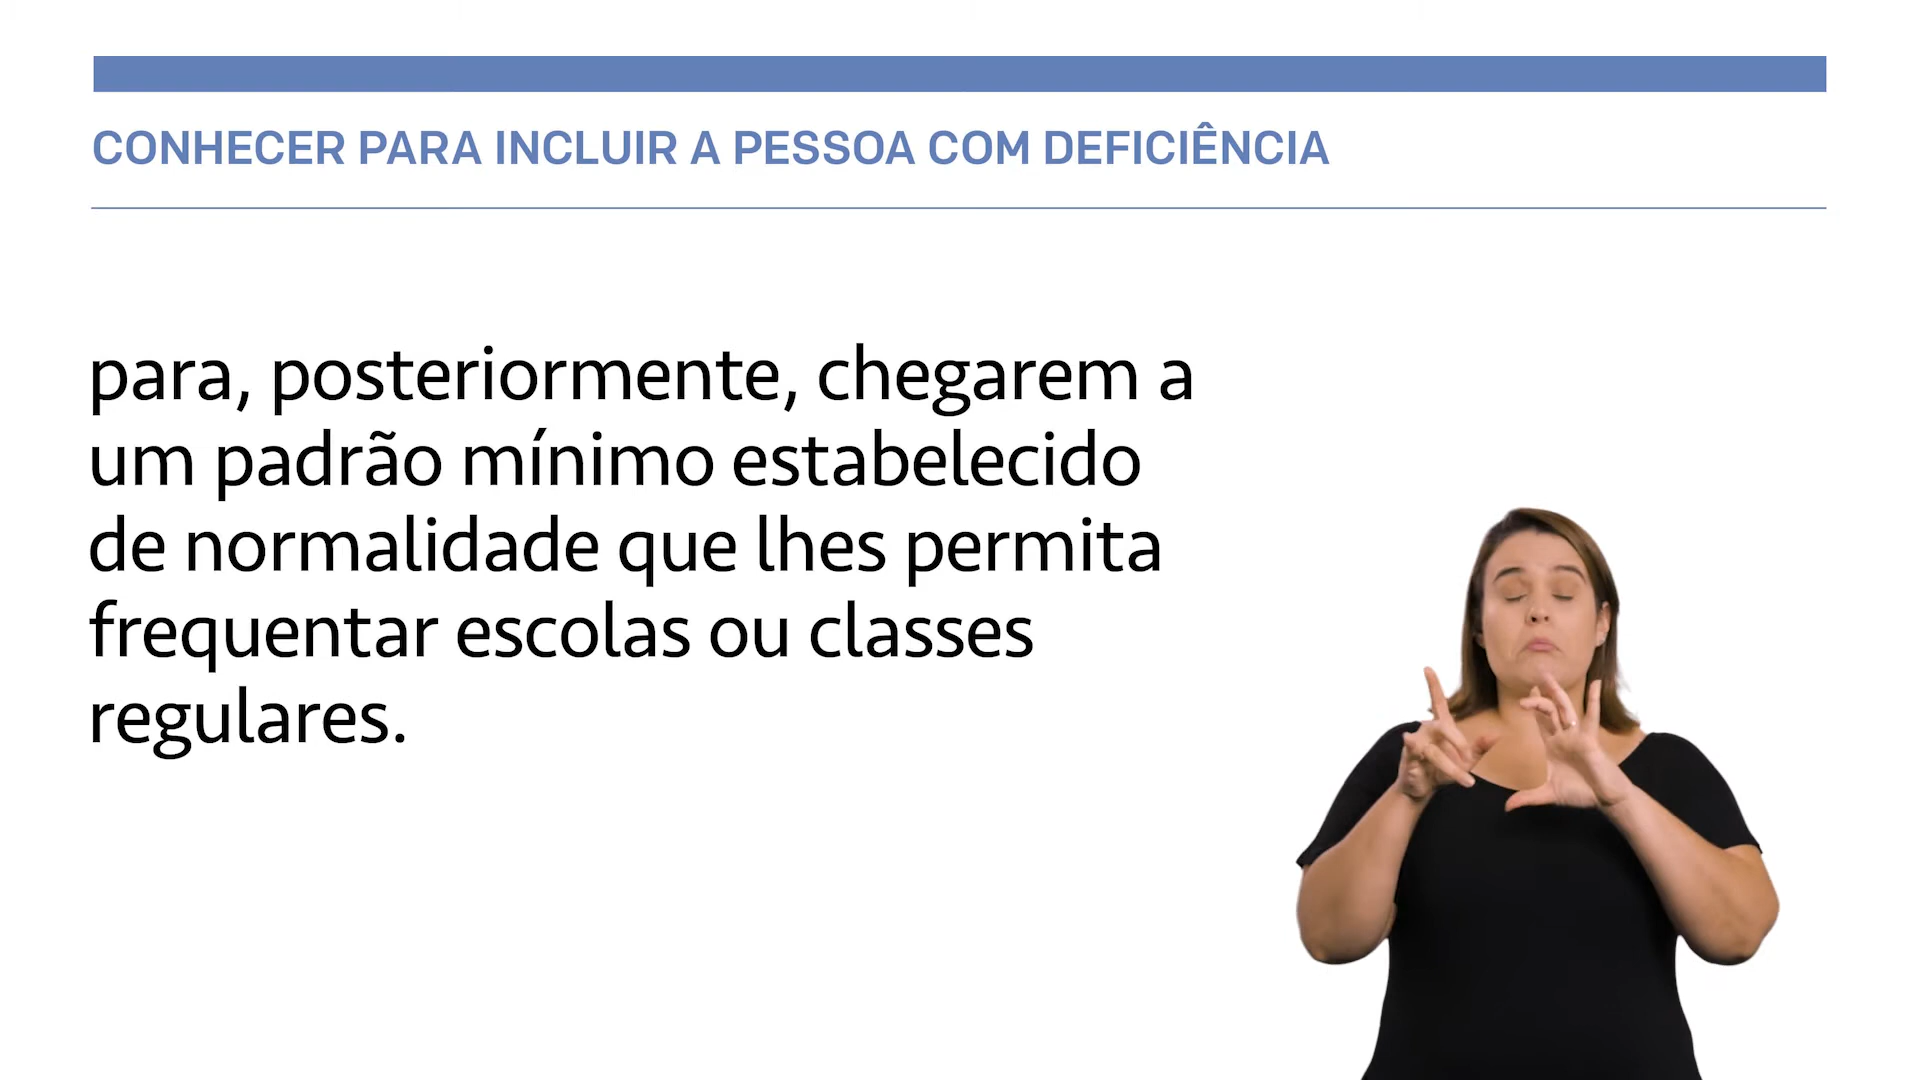 CONHECER PARA INCLUIR A PESSOA COM DEFICIÊNCIA
para, posteriormente, chegarem a
um padrão mínimo estabelecido
de normalidade que lhes permita
frequentar escolas ou classes
regulares.